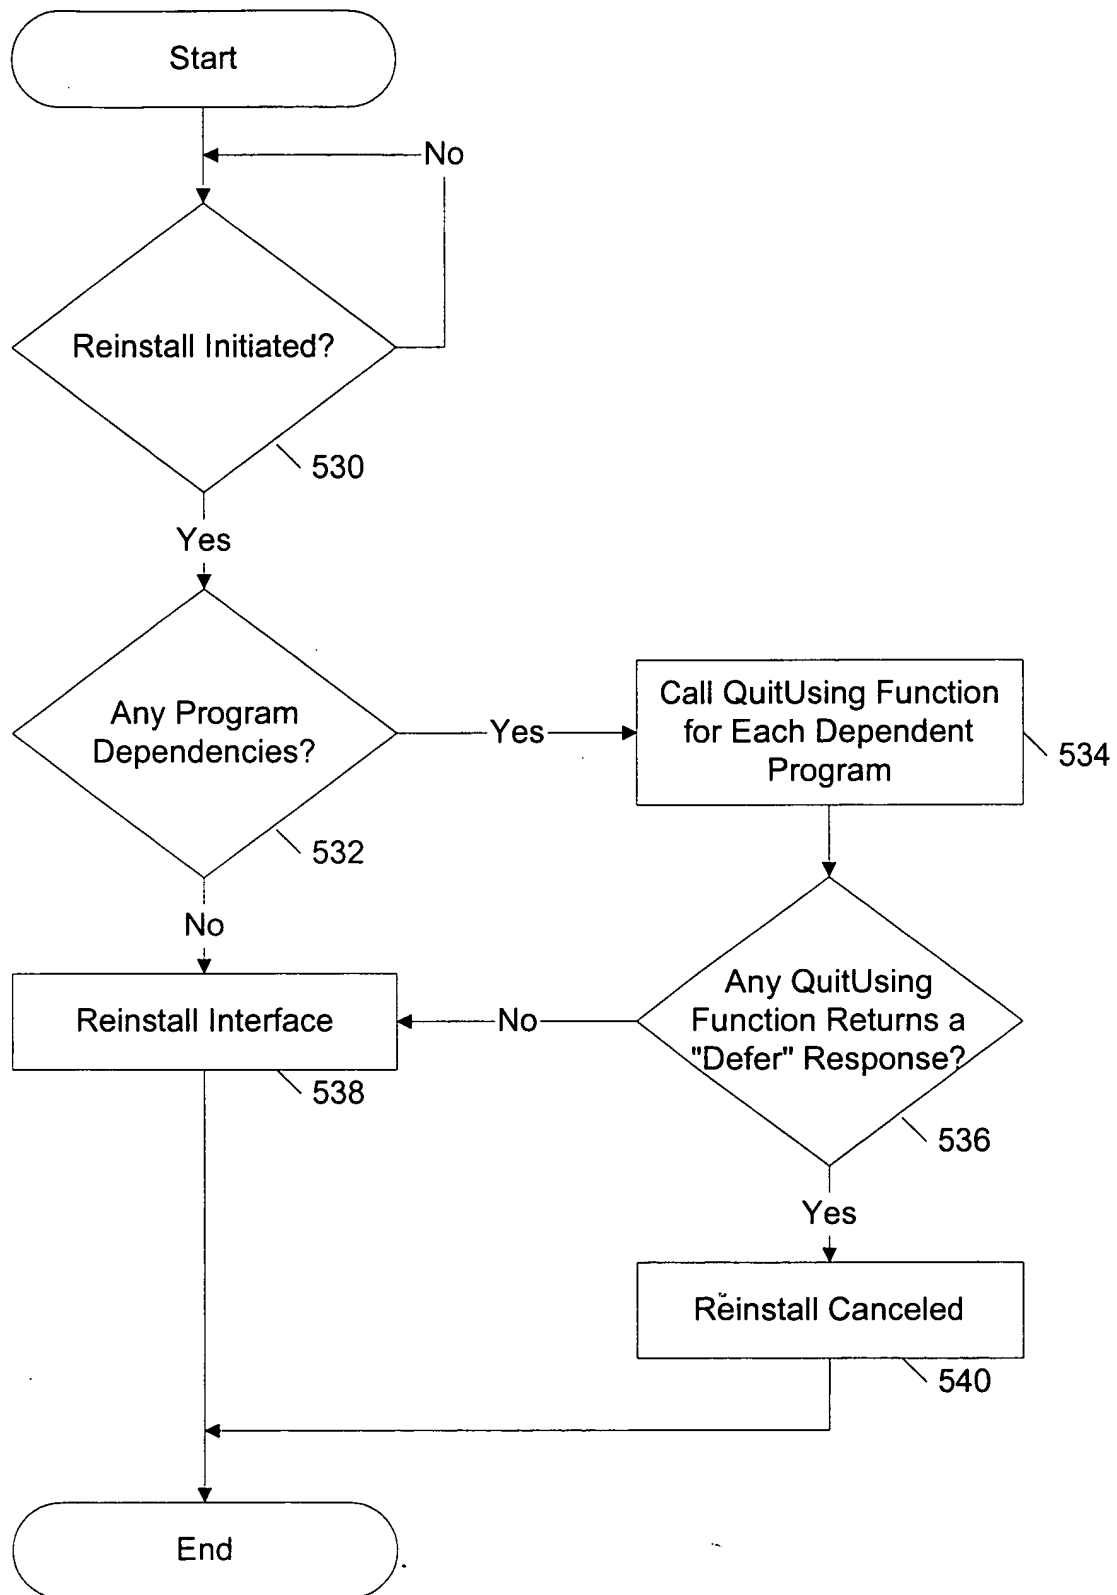 Start
No
Reinstall Initiated?
530
Yes
Any Program
Dependencies?
532
Yes
Call QuitUsing Function
for Each Dependent
Program
534
No
Reinstall Interface
538
No
Any QuitUsing
Function Returns a
"Defer" Response?
536
Yes
Reinstall Canceled
540
End